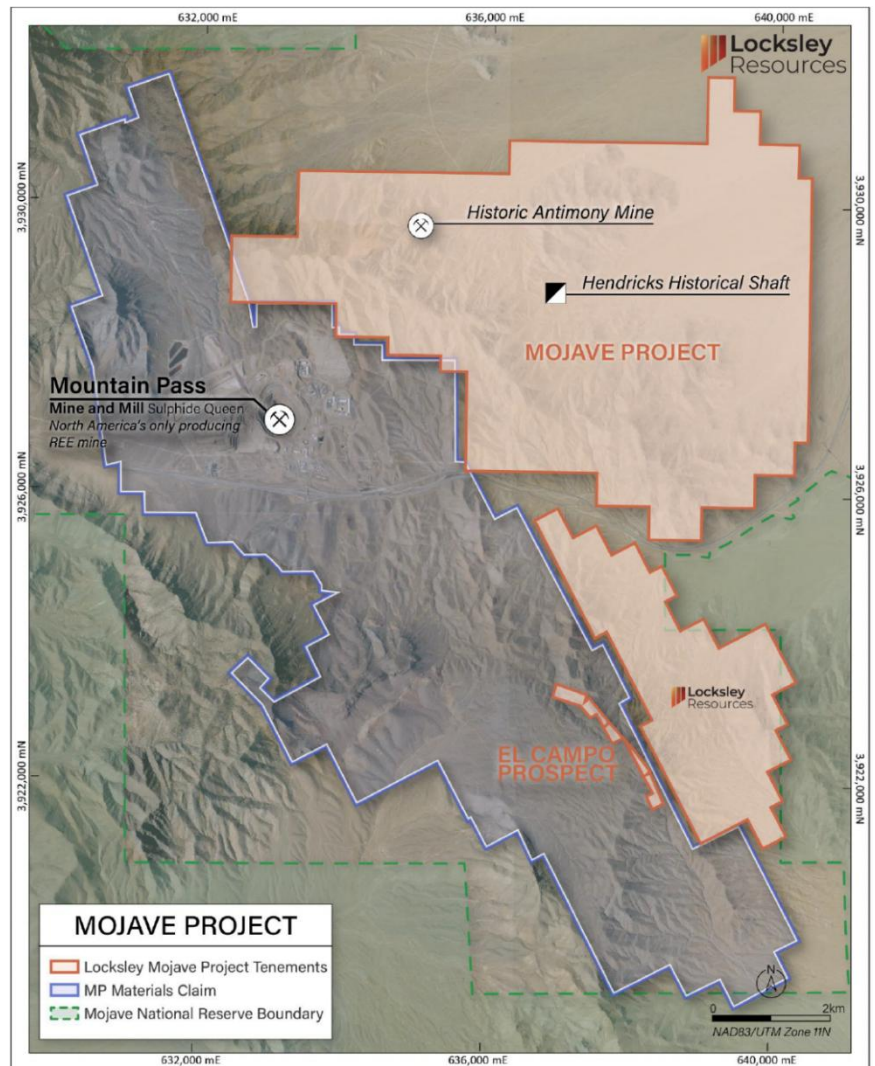 632,000 mE
636,000 mE
640,000 mE
Locksley
Resources
3,930,000 mN
3,930,000 mN
Historic Antimony Mine
Hendricks Historical Shaft
MOJAVE PROJECT
Mountain Pass
Mine and Mill Sulphide Queen
North America's only producing
REE mine
3,926,000 mN
3,926,000 mN
Locksley
Resources
EL CAMPO
PROSPECT
3,922,000 mN
3,922,000 mN
MOJAVE PROJECT
Locksley Mojave Project Tenements
MP Materials Claim
Mojave National Reserve Boundary
N
0 2km
NAD83/UTM Zone 11N
632,000 mE
636,000 mE
640,000 mE